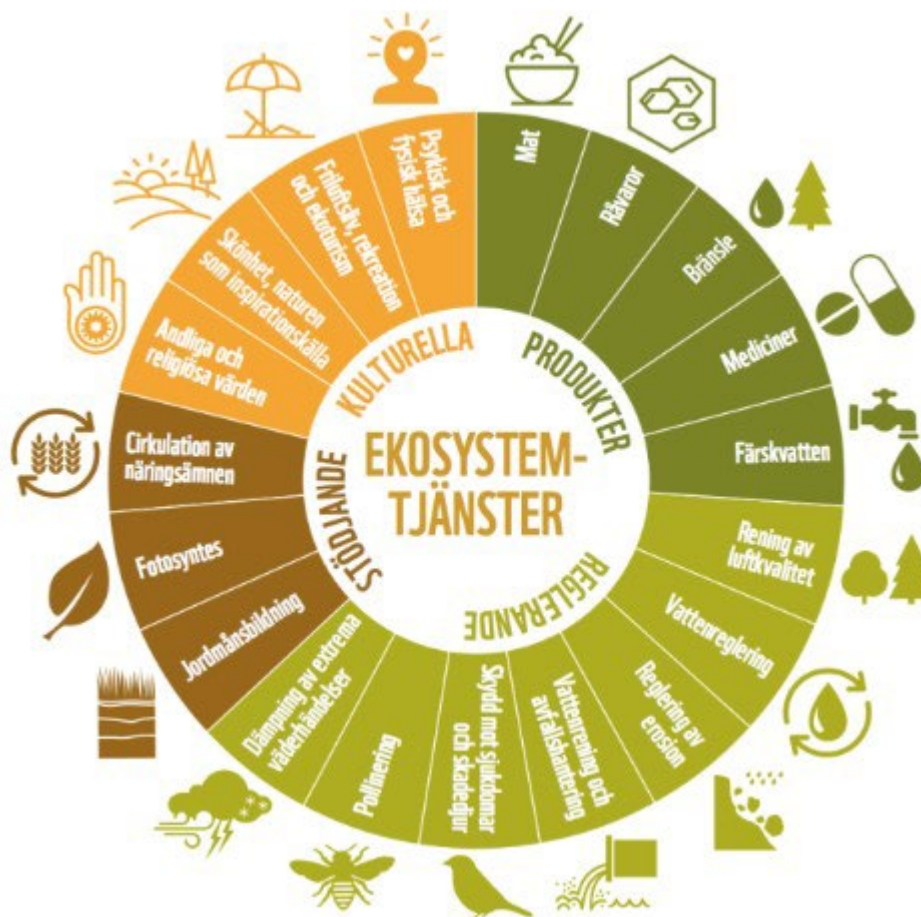 EKOSYSTEM-
TJÄNSTER
PRODUKTER
Mat
Råvaror
Bränsle
Mediciner
Färskvatten
REGLERANDE
Rening av
luftkvalitet
Vattenreglering
Reglering av
erosion
Vattenrening och
avfallshantering
Skydd mot sjukdomar
och skadedjur
Pollinering
Dämpning av extrema
väderhändelser
STÖDJANDE
Jordmånsbildning
Fotosyntes
Cirkulation av
näringsämnen
KULTURELLA
Andliga och
religiösa värden
Skönhet, naturen
som inspirationskälla
Friluftsliv, rekreation
och ekoturism
Psykisk och
fysisk hälsa